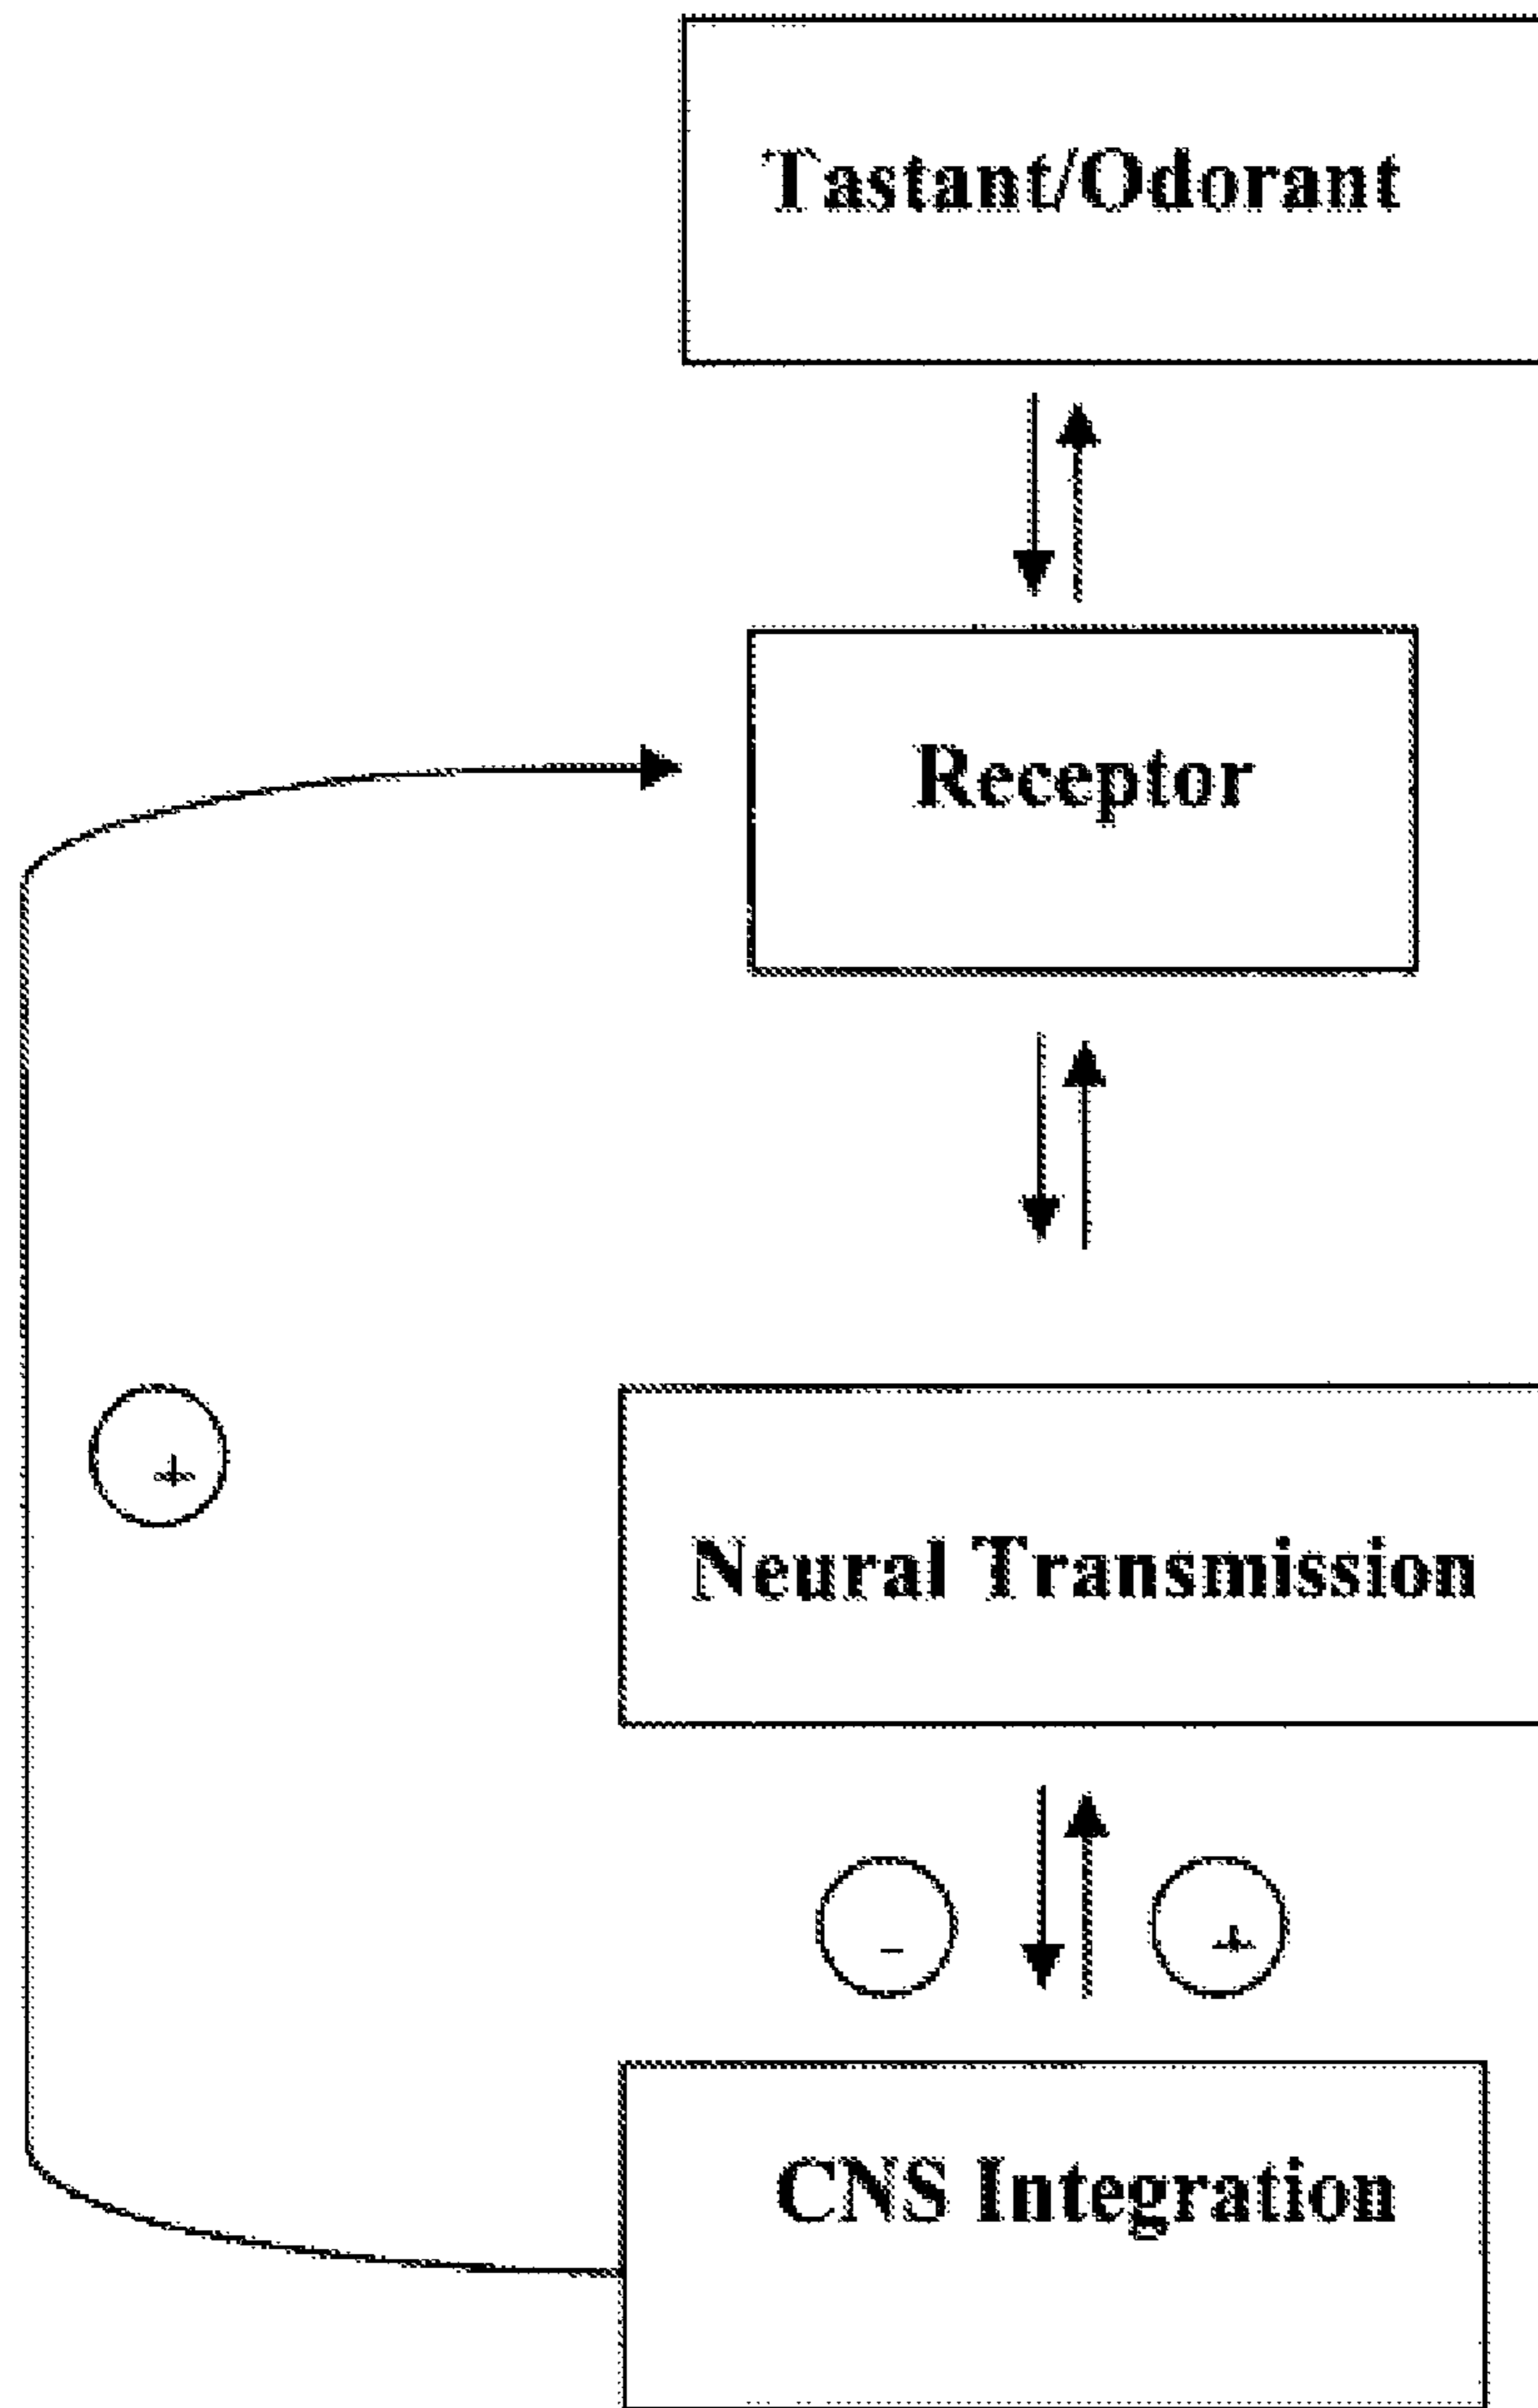 Tastant/Odorant
Receptor
+
Neural Transmission
- +
CNS Integration